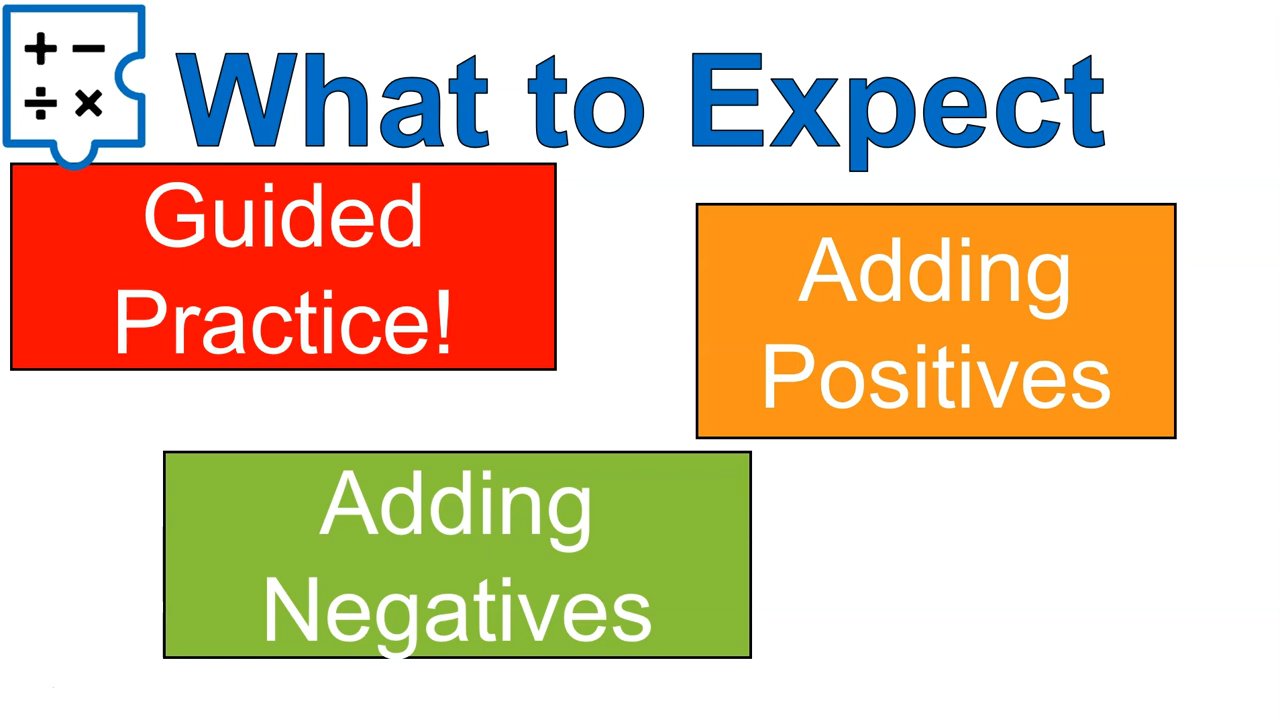 + −
÷ ×
What to Expect
Guided
Practice!
Adding
Positives
Adding
Negatives